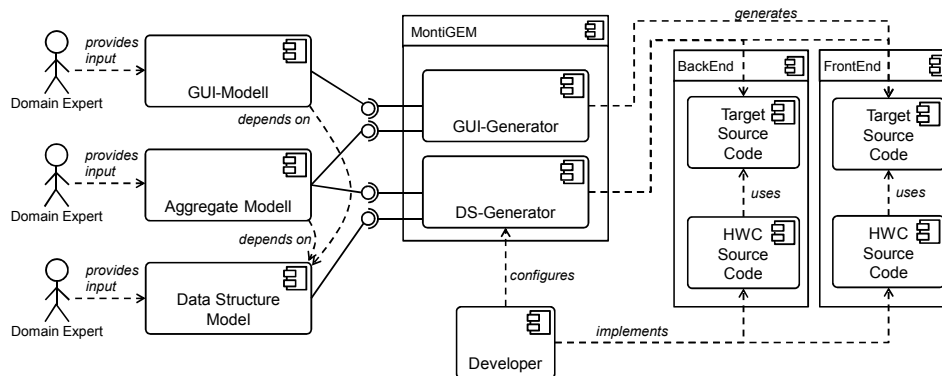 provides
input
Domain Expert
GUI-Modell
depends on
provides
input
Domain Expert
Aggregate Modell
depends on
provides
input
Domain Expert
Data Structure
Model
MontiGEM
GUI-Generator
DS-Generator
configures
Developer
implements
generates
BackEnd
Target
Source
Code
uses
HWC
Source
Code
FrontEnd
Target
Source
Code
uses
HWC
Source
Code